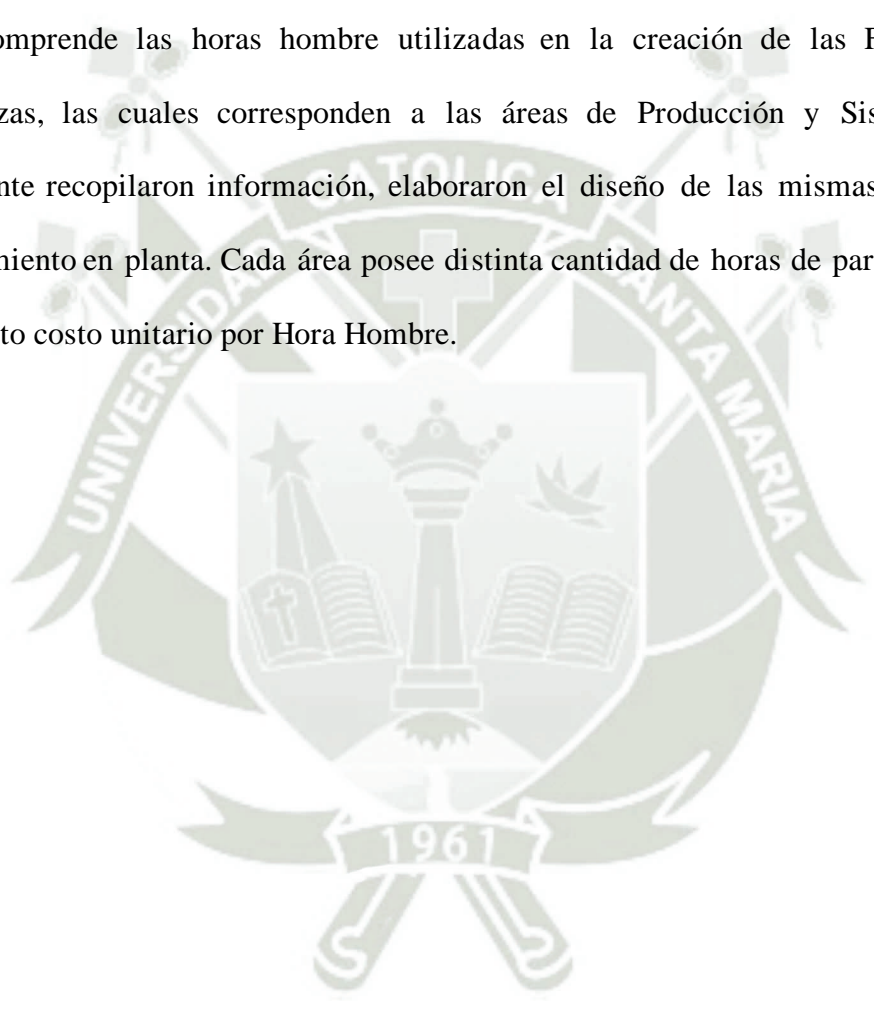 omprende las horas hombre utilizadas en la creación de las
zas, las cuales corresponden a las áreas de Producción y Sis
nte recopilaron información, elaboraron el diseño de las mismas
miento en planta. Cada área posee distinta cantidad de horas de par
to costo unitario por Hora Hombre.
UNIVERSIDAD CATOLICA SANTA MARIA
1961